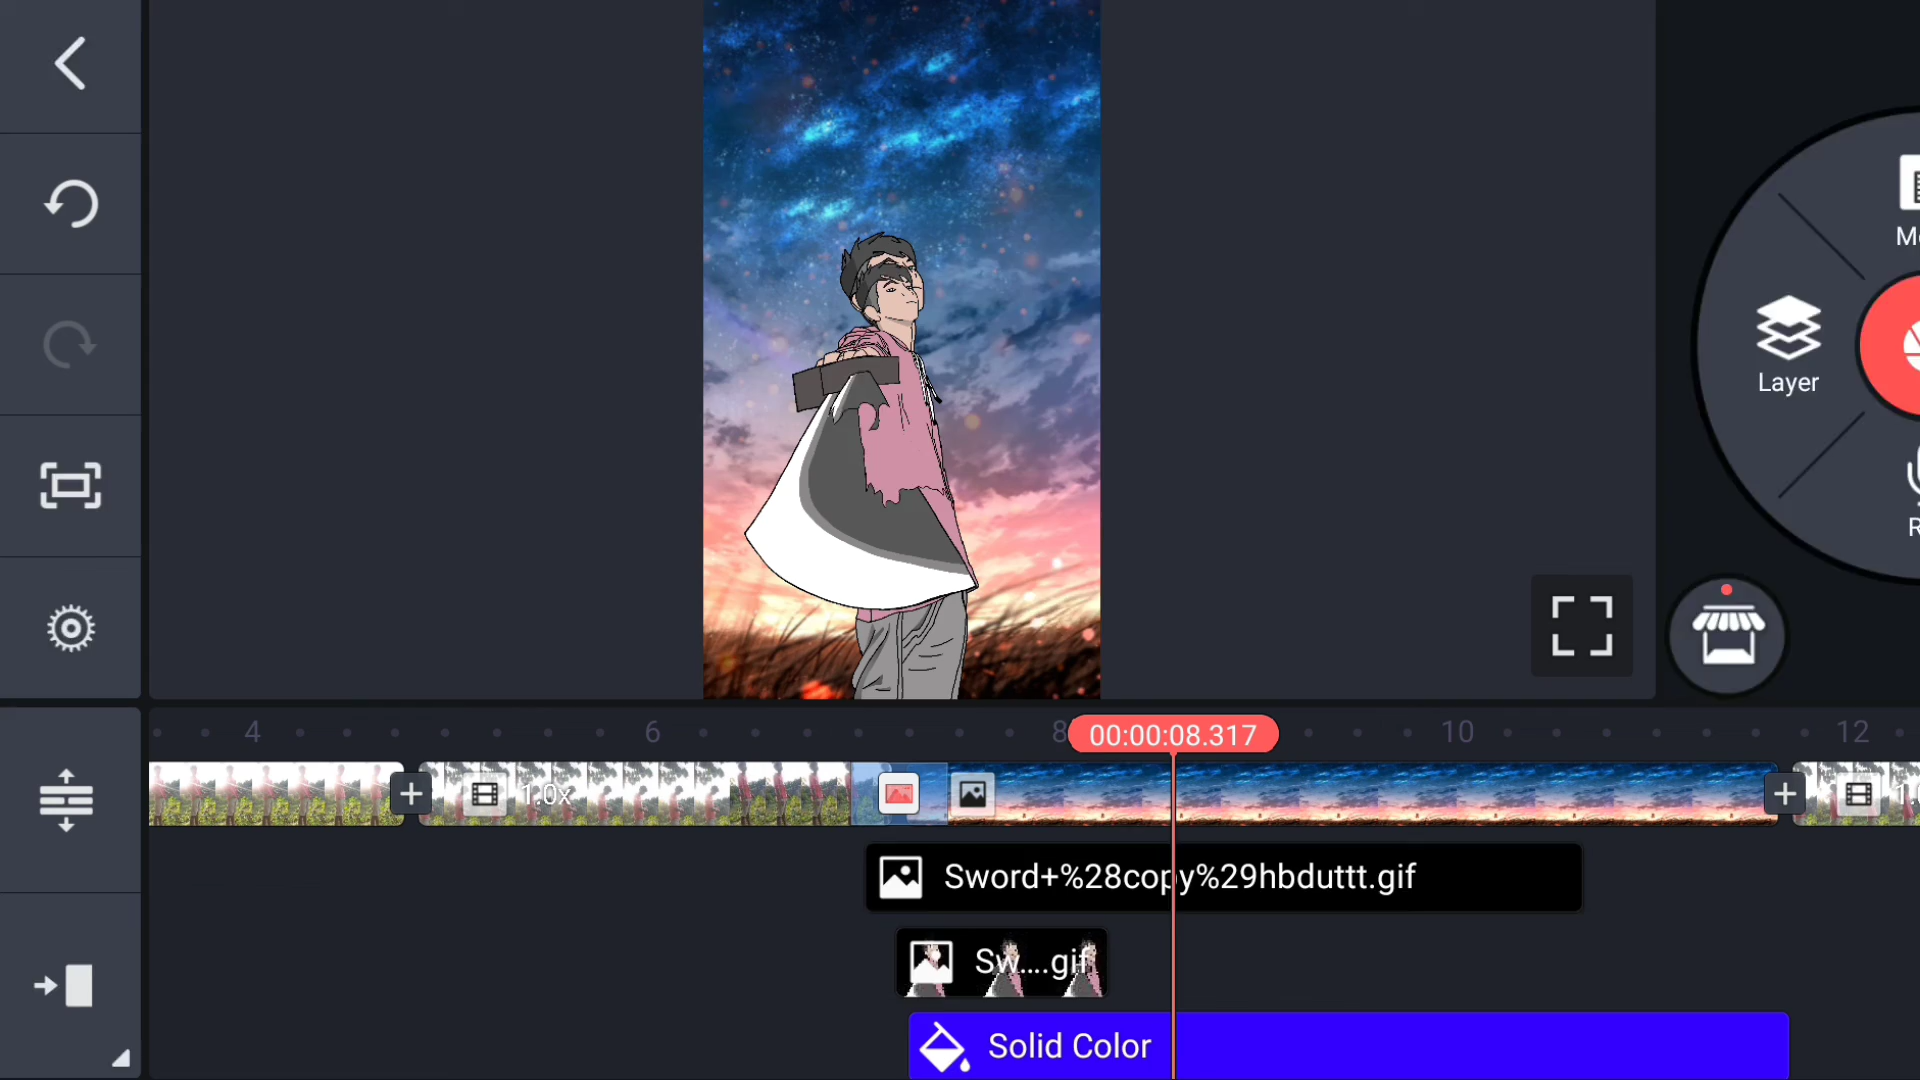 Layer
4
6
8
00:00:08.317
10
12
1.0x
Sword+%28copy%29hbduttt.gif
Sw....gif
Solid Color